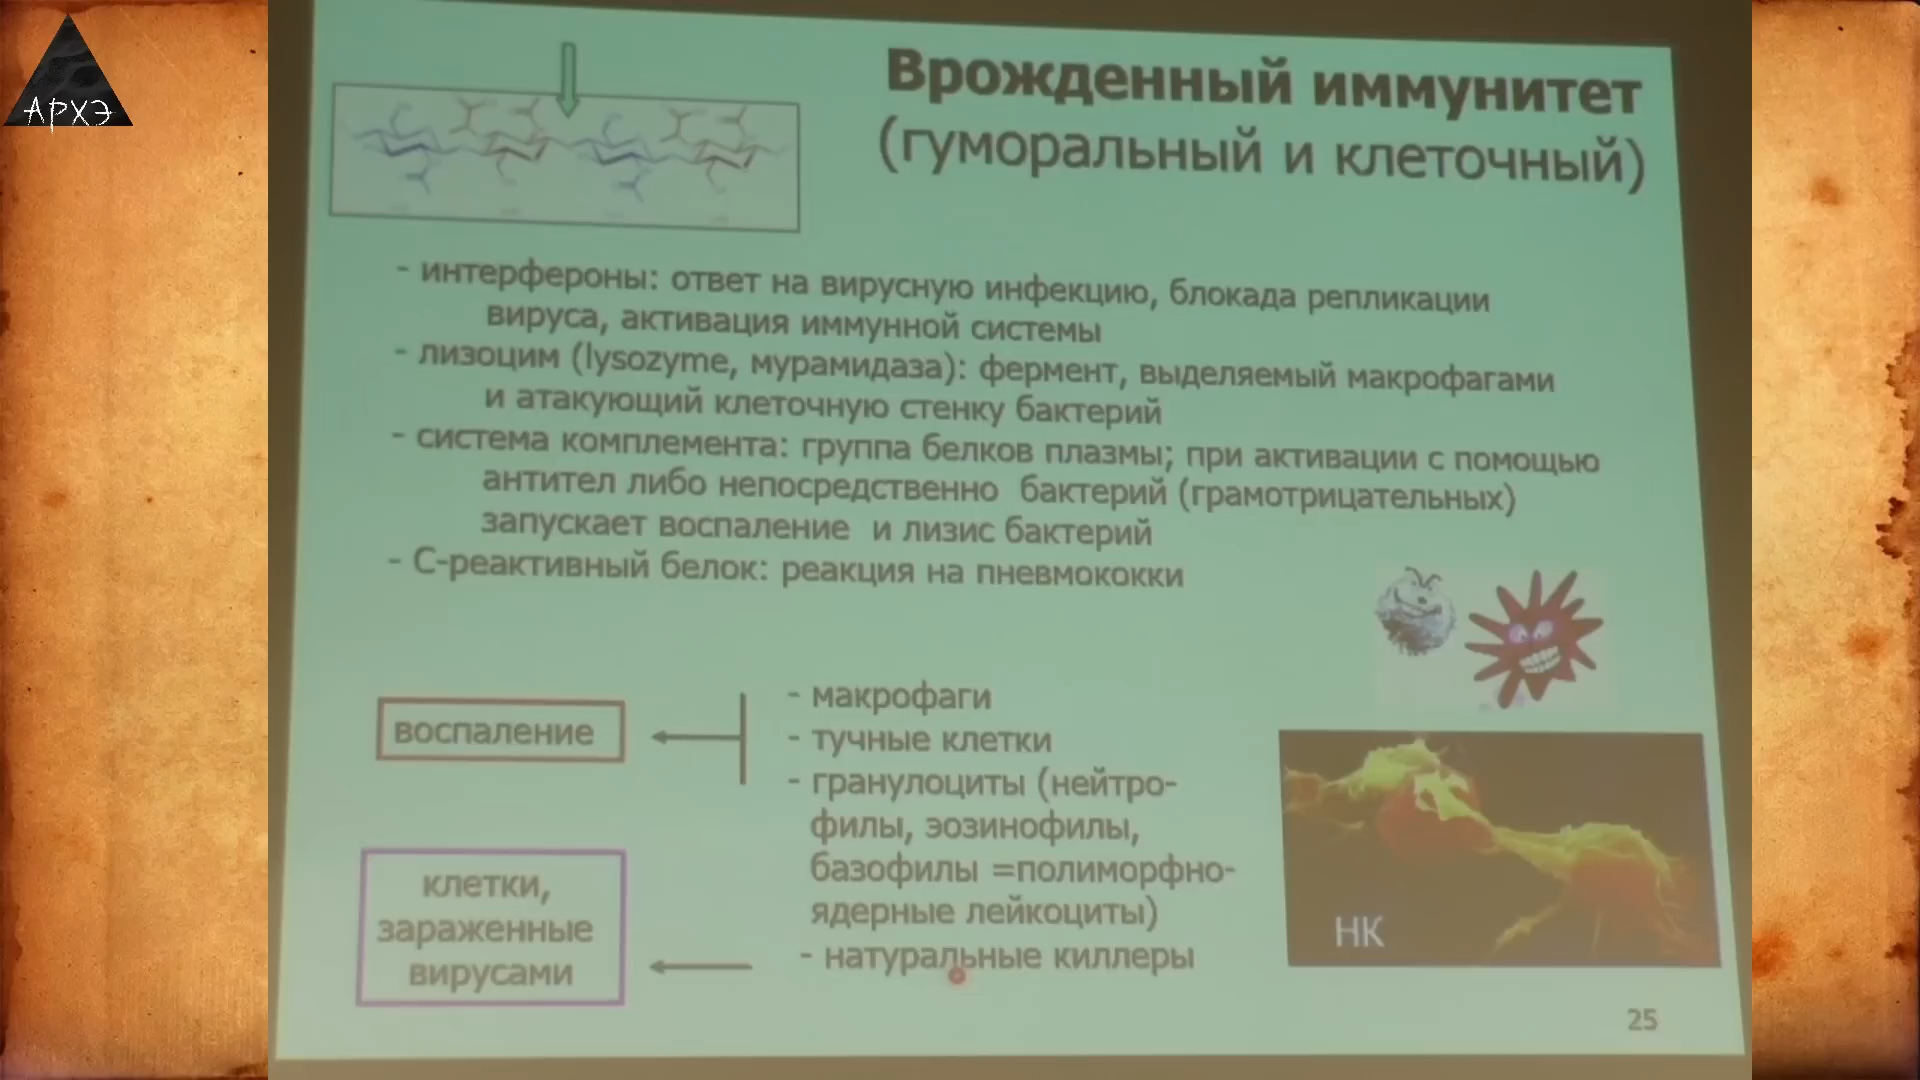 АРХЭ
Врожденный иммунитет
(гуморальный и клеточный)
- интерфероны: ответ на вирусную инфекцию, блокада репликации
вируса, активация иммунной системы
- лизоцим (lysozyme, мурамидаза): фермент, выделяемый макрофагами
и атакующий клеточную стенку бактерий
- система комплемента: группа белков плазмы; при активации с помощью
антител либо непосредственно бактерий (грамотрицательных)
запускает воспаление и лизис бактерий
- С-реактивный белок: реакция на пневмококки
воспаление
- макрофаги
- тучные клетки
- гранулоциты (нейтро-
филы, эозинофилы,
базофилы =полиморфно-
ядерные лейкоциты)
- натуральные киллеры
клетки,
зараженные
вирусами
НК
25